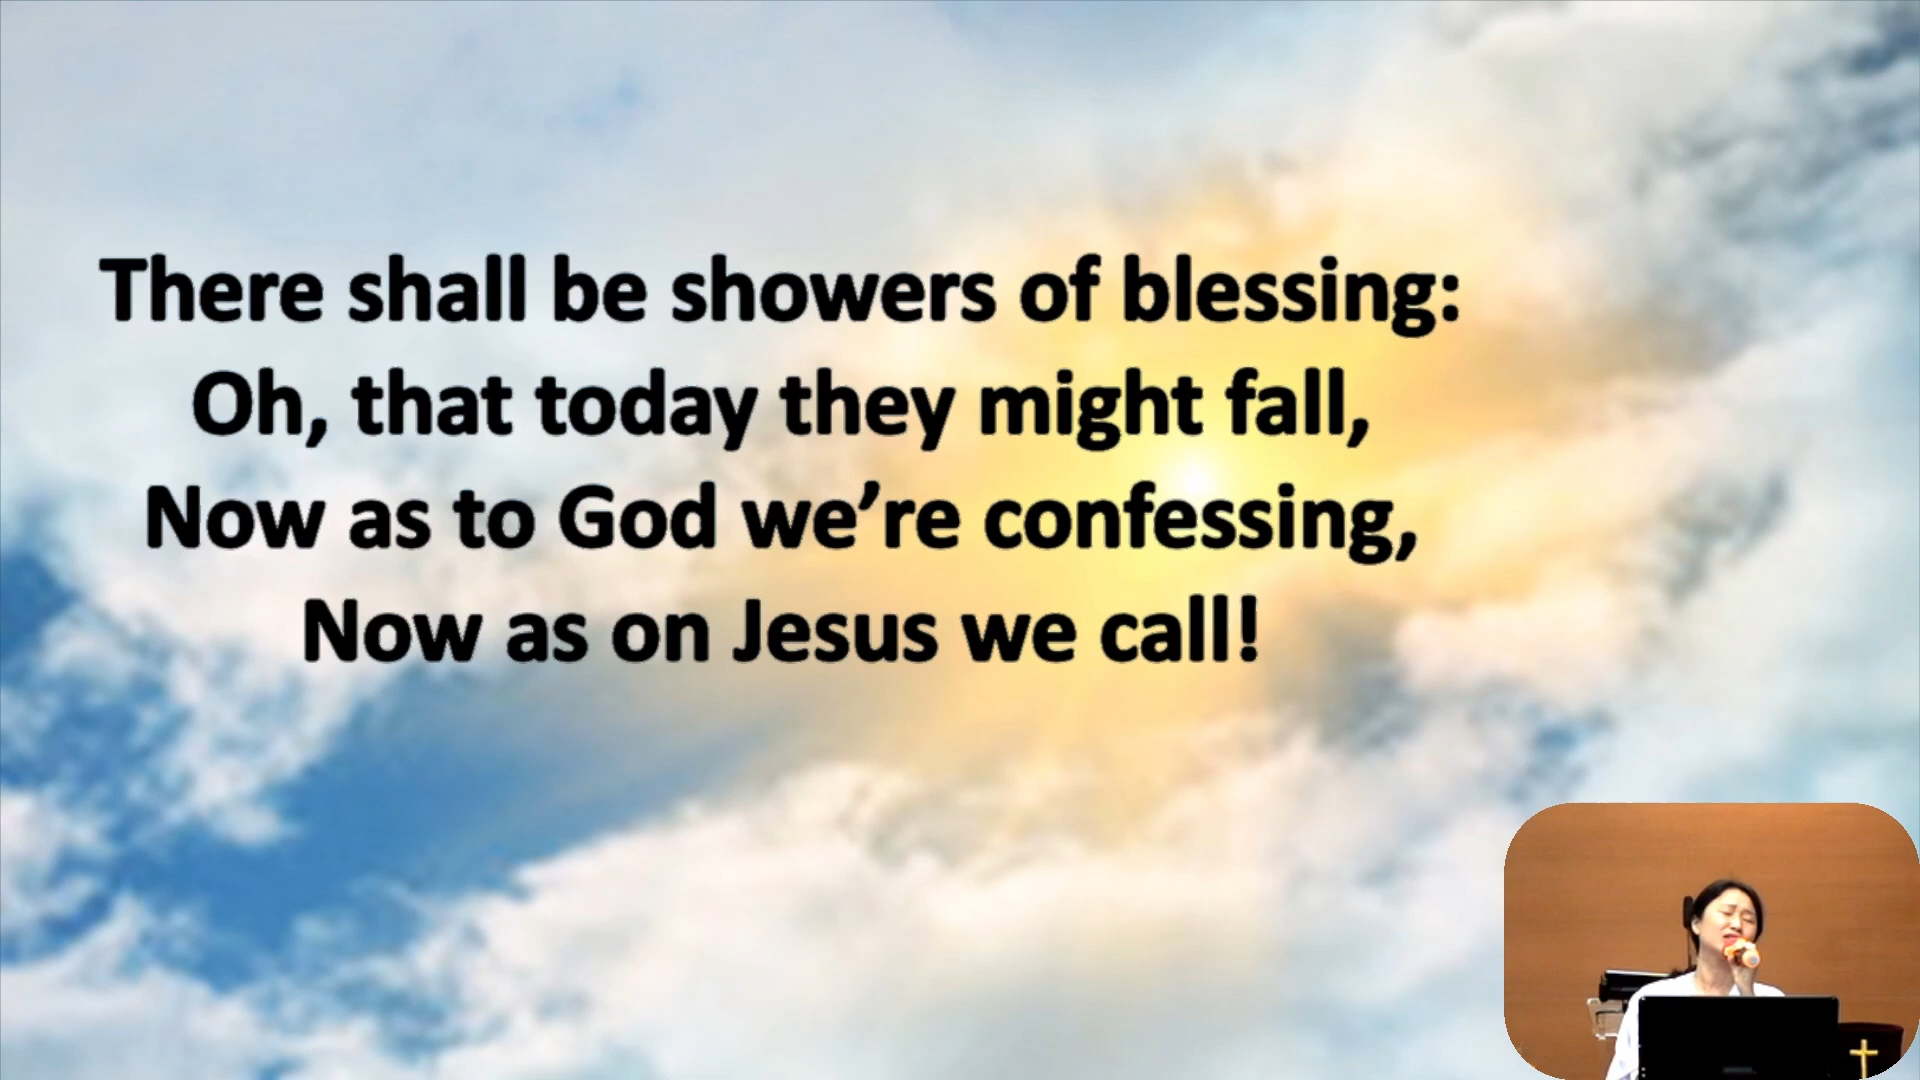 There shall be showers of blessing:
Oh, that today they might fall,
Now as to God we’re confessing,
Now as on Jesus we call!